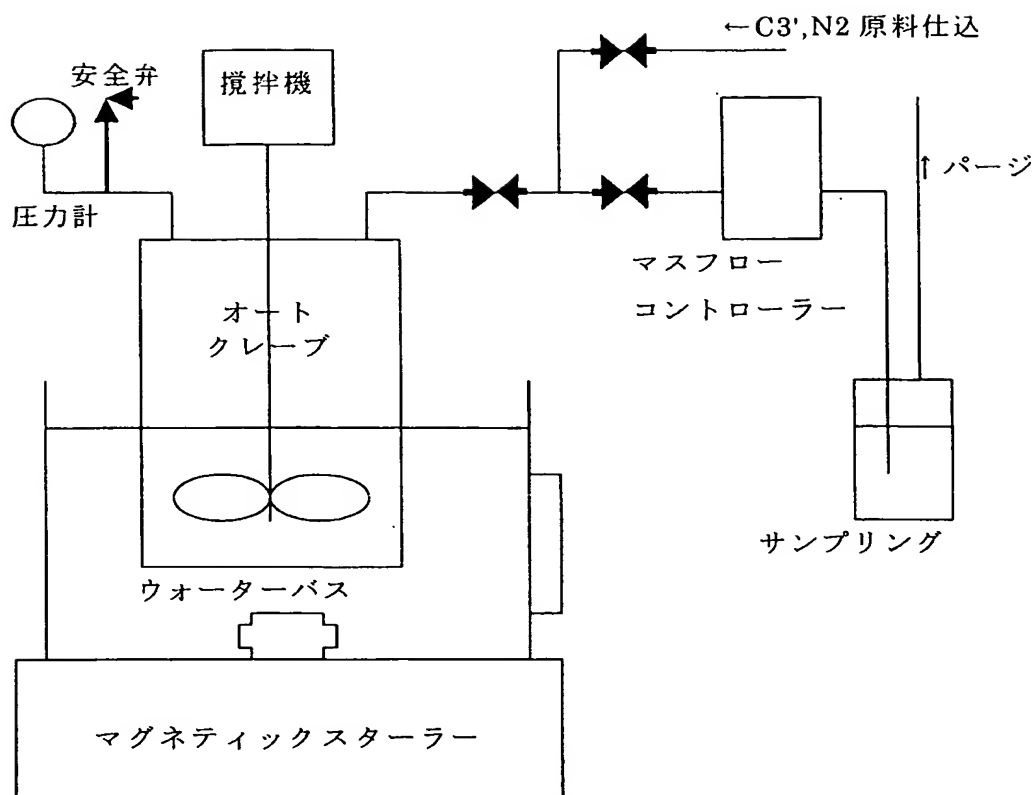 ←C3',N2 原料仕込
安全弁
攪拌機
↑ パージ
圧力計
マスフロー
コントローラー
オート
クレーブ
サンプリング
ウォーターバス
マグネティックスターラー